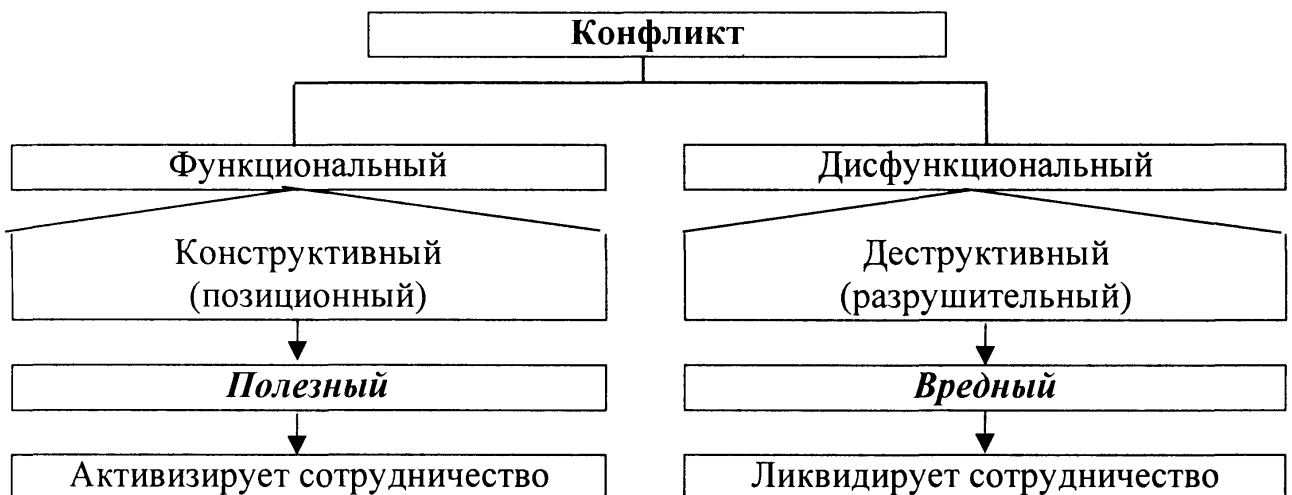 Конфликт
Функциональный
Дисфункциональный
Конструктивный
(позиционный)
Деструктивный
(разрушительный)
Полезный
Вредный
Активизирует сотрудничество
Ликвидирует сотрудничество